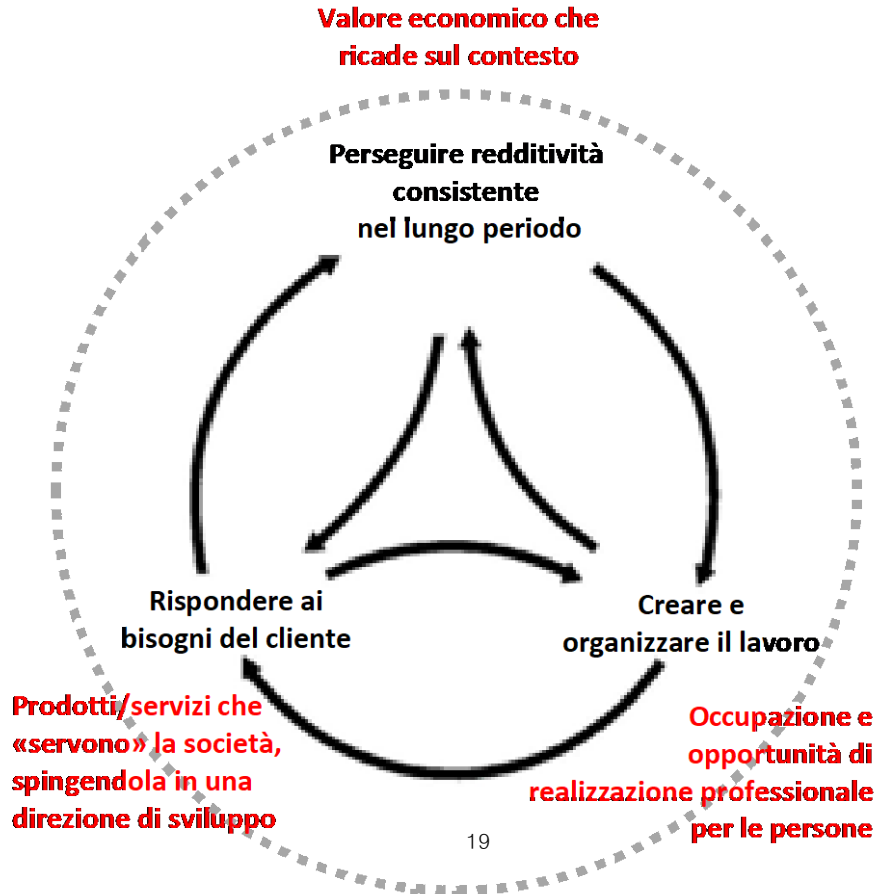 Valore economico che
ricade sul contesto
Perseguire redditività
consistente
nel lungo periodo
Rispondere ai
bisogni del cliente
Creare e
organizzare il lavoro
Prodotti/servizi che
«servono» la società,
spingendola in una
direzione di sviluppo
Occupazione e
opportunità di
realizzazione professionale
per le persone
19